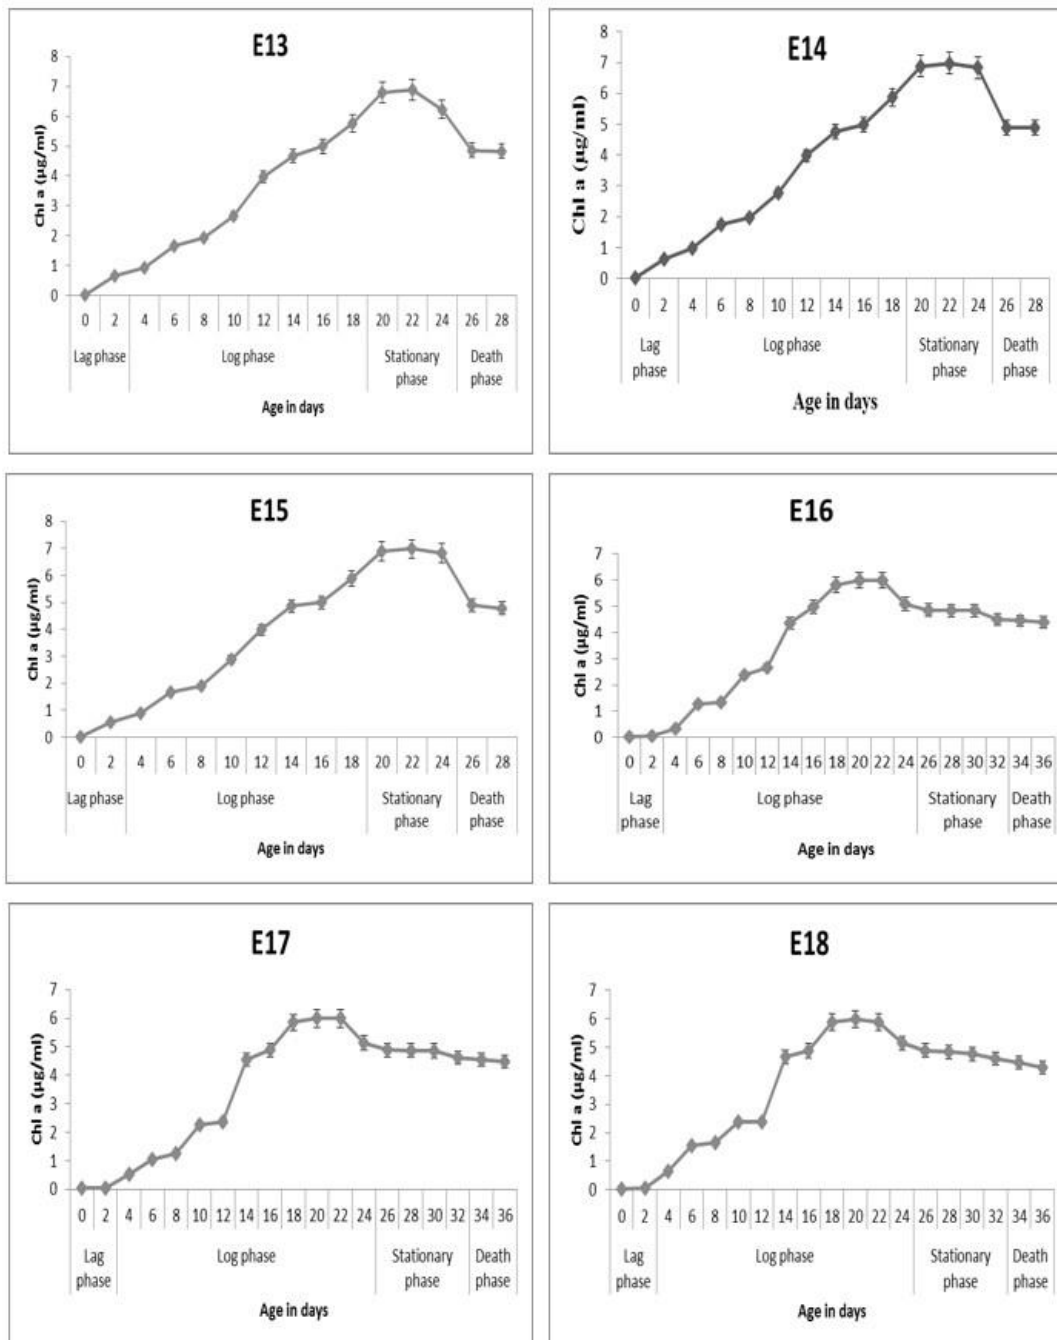 E13
8
7
6
5
4
3
2
1
0
Chl a (µg/ml)
0 2 4 6 8 10 12 14 16 18 20 22 24 26 28
Lag phase Log phase Stationary phase Death phase
Age in days
E14
8
7
6
5
4
3
2
1
0
Chl a (µg/ml)
0 2 4 6 8 10 12 14 16 18 20 22 24 26 28
Lag phase Log phase Stationary phase Death phase
Age in days
E15
8
7
6
5
4
3
2
1
0
Chl a (µg/ml)
0 2 4 6 8 10 12 14 16 18 20 22 24 26 28
Lag phase Log phase Stationary phase Death phase
Age in days
E16
7
6
5
4
3
2
1
0
Chl a (µg/ml)
0 2 4 6 8 10 12 14 16 18 20 22 24 26 28 30 32 34 36
Lag phase Log phase Stationary phase Death phase
Age in days
E17
7
6
5
4
3
2
1
0
Chl a (µg/ml)
0 2 4 6 8 10 12 14 16 18 20 22 24 26 28 30 32 34 36
Lag phase Log phase Stationary phase Death phase
Age in days
E18
7
6
5
4
3
2
1
0
Chl a (µg/ml)
0 2 4 6 8 10 12 14 16 18 20 22 24 26 28 30 32 34 36
Lag phase Log phase Stationary phase Death phase
Age in days